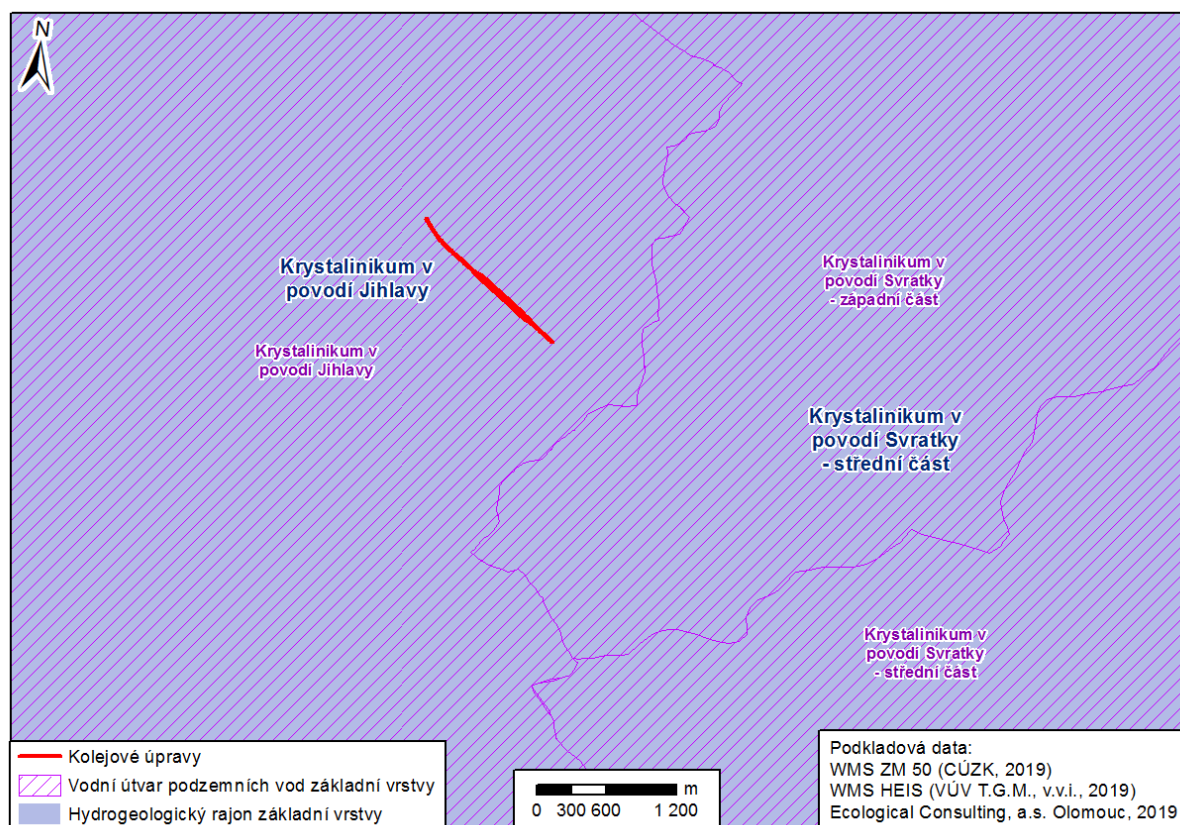 N
Krystalinikum v
povodí Jihlavy
Krystalinikum v
povodí Jihlavy
Krystalinikum v
povodí Svratky
- západní část
Krystalinikum v
povodí Svratky
- střední část
Krystalinikum v
povodí Svratky
- střední část
Kolejové úpravy
Vodní útvar podzemních vod základní vrstvy
Hydrogeologický rajon základní vrstvy
m
0 300 600 1 200
Podkladová data:
WMS ZM 50 (ČÚZK, 2019)
WMS HEIS (VÚV T.G.M., v.v.i., 2019)
Ecological Consulting, a.s. Olomouc, 2019